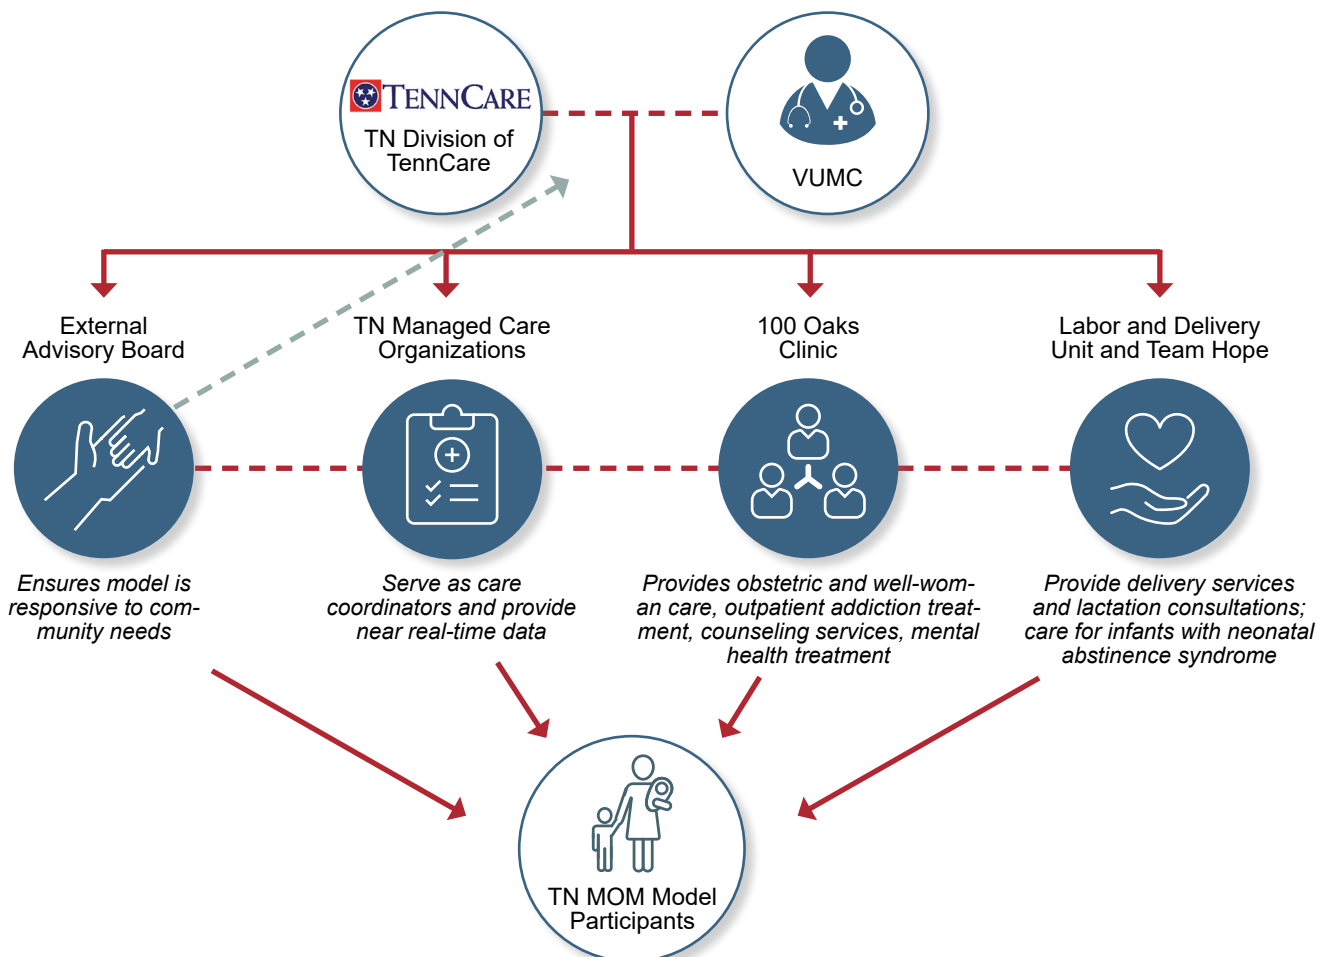 TENNCARE
TN Division of
TennCare
VUMC
External
Advisory Board
TN Managed Care
Organizations
100 Oaks
Clinic
Labor and Delivery
Unit and Team Hope
Ensures model is
responsive to com-
munity needs
Serve as care
coordinators and provide
near real-time data
Provides obstetric and well-wom-
an care, outpatient addiction treat-
ment, counseling services, mental
health treatment
Provide delivery services
and lactation consultations;
care for infants with neonatal
abstinence syndrome
TN MOM Model
Participants